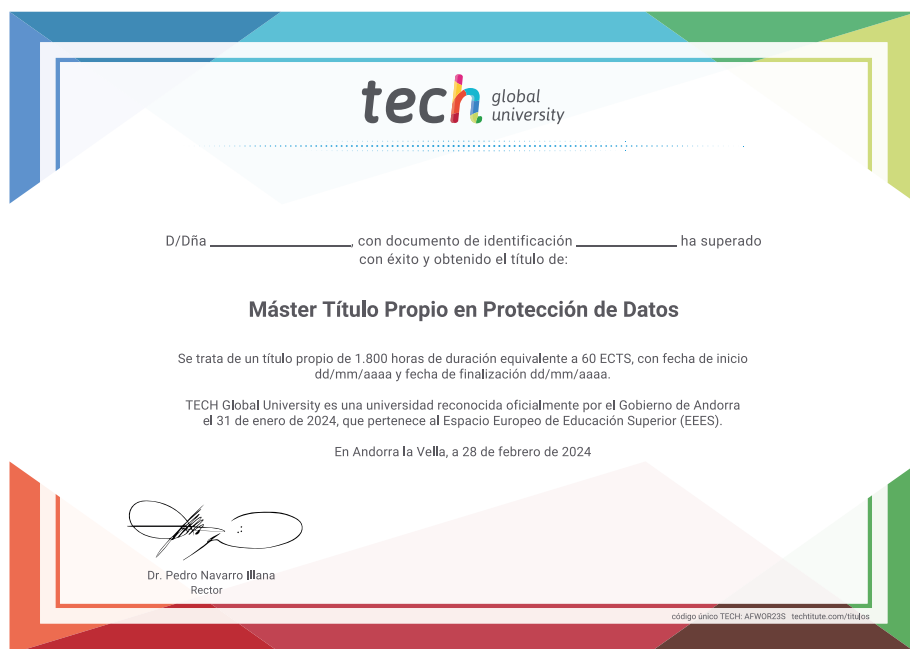 tech global university
D/Dña ______________, con documento de identificación __________ ha superado
con éxito y obtenido el título de:
Máster Título Propio en Protección de Datos
Se trata de un título propio de 1.800 horas de duración equivalente a 60 ECTS, con fecha de inicio
dd/mm/aaaa y fecha de finalización dd/mm/aaaa.
TECH Global University es una universidad reconocida oficialmente por el Gobierno de Andorra
el 31 de enero de 2024, que pertenece al Espacio Europeo de Educación Superior (EEES).
En Andorra la Vella, a 28 de febrero de 2024
Dr. Pedro Navarro Illana
Rector
código único TECH: AFWOR23S techtitute.com/titulos